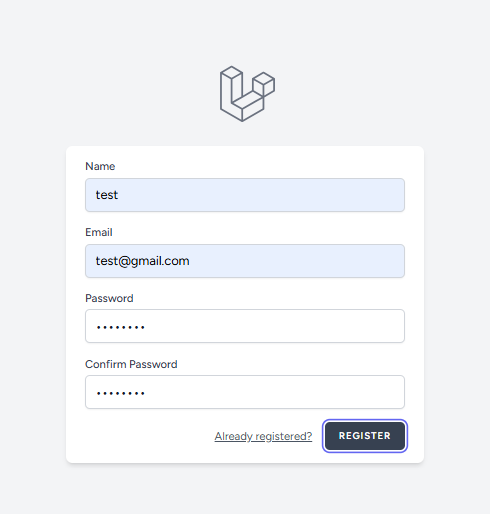 Name
test
Email
test@gmail.com
Password
••••••••
Confirm Password
••••••••
Already registered? REGISTER